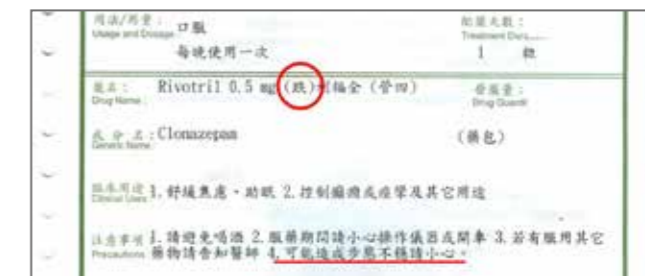 用法/用量： 口服 配藥天數：
Usage and Dosage Treatment Days
每晚使用一次 1
藥名： Rivotril 0.5 mg (跌) 利福全 (管四) 發藥量：
Drug Name: Drug Quantity
成分名：Clonazepam (藥包)
Generic Name:
臨床用途 1. 舒緩焦慮、助眠 2. 控制癲癇或痙攣及其它用途
Clinical Uses
注意事項 1. 請避免喝酒 2. 服藥期間請小心操作儀器或開車 3. 若有服用其它
Precautions 藥物請告知醫師 4. 可能造成步態不穩請小心。